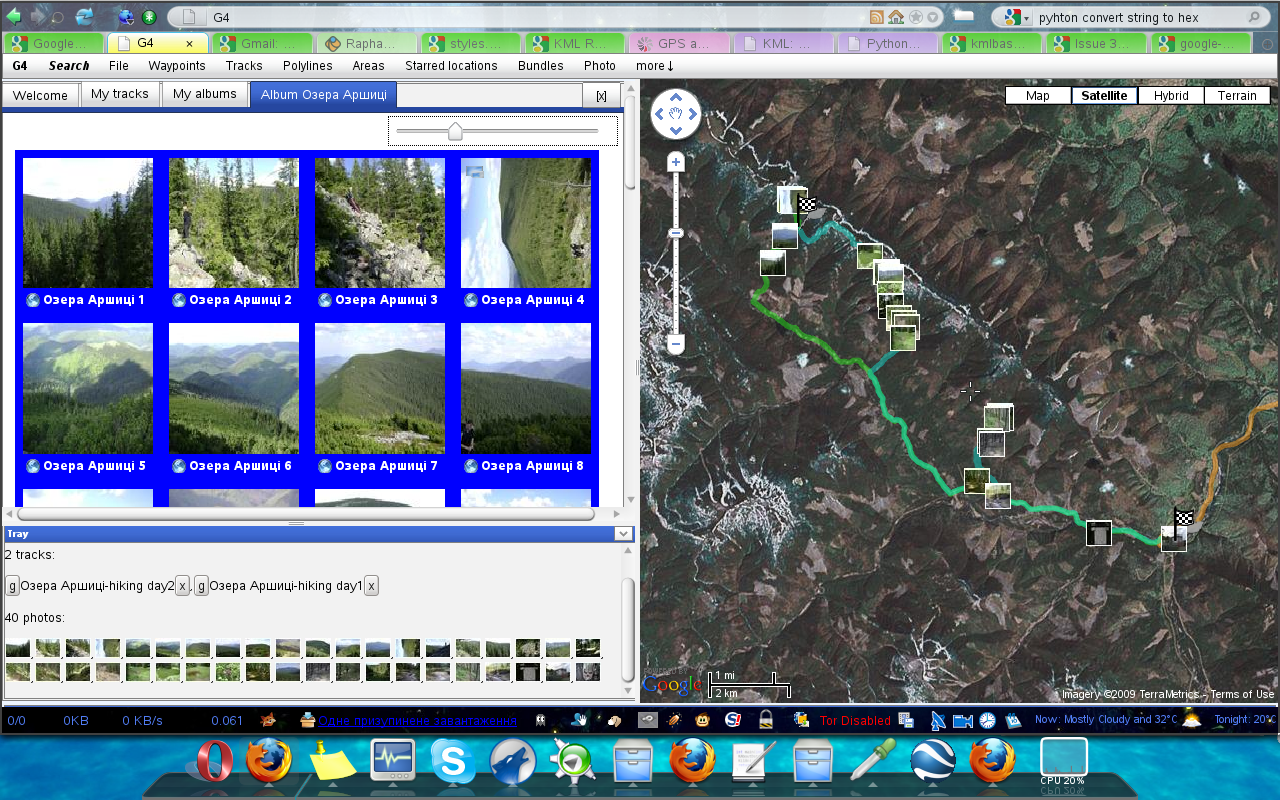 G4
pyhton convert string to hex
Google... G4 x Gmail: ... Rapha... styles.... KML R... GPS a... KML: ... Python... kmlbas... Issue 3... google-...
G4 Search File Waypoints Tracks Polylines Areas Starred locations Bundles Photo more↓
Welcome My tracks My albums Album Озера Аршиці [x]
Map Satellite Hybrid Terrain
Озера Аршиці 1 Озера Аршиці 2 Озера Аршиці 3 Озера Аршиці 4
Озера Аршиці 5 Озера Аршиці 6 Озера Аршиці 7 Озера Аршиці 8
Tray
2 tracks:
g Озера Аршиці-hiking day2 x, g Озера Аршиці-hiking day1 x
40 photos:
POWERED BY
Google
1 mi
2 km
Imagery ©2009 TerraMetrics - Terms of Use
0/0 0KB 0 KB/s 0.061 Одне призупинене завантаження Tor Disabled Now: Mostly Cloudy and 32°C Tonight: 20°C
CPU 20%